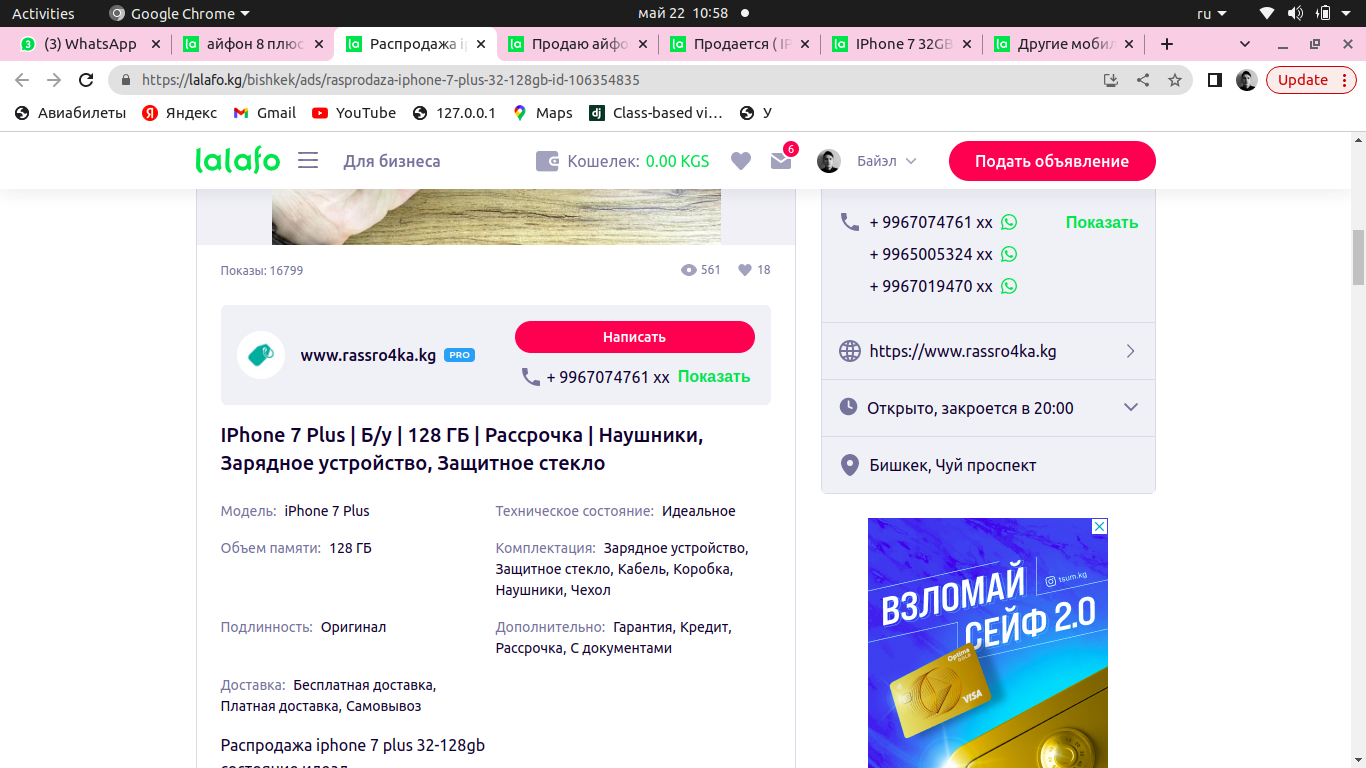 Activities Google Chrome май 22 10:58 ru
(3) WhatsApp айфон 8 плюс Распродажа ip Продаю айфо Продается ( IP IPhone 7 32GB Другие мобил
https://lalafo.kg/bishkek/ads/rasprodaza-iphone-7-plus-32-128gb-id-106354835 Update
Авиабилеты Яндекс Gmail YouTube 127.0.0.1 Maps Class-based vi… У
lalafo Для бизнеса Кошелек: 0.00 KGS 6 Байэл Подать объявление
Показы: 16799 561 18
www.rassro4ka.kg PRO
Написать
+ 9967074761 xx Показать
IPhone 7 Plus | Б/у | 128 ГБ | Рассрочка | Наушники,
Зарядное устройство, Защитное стекло
Модель: iPhone 7 Plus
Техническое состояние: Идеальное
Объем памяти: 128 ГБ
Комплектация: Зарядное устройство,
Защитное стекло, Кабель, Коробка,
Наушники, Чехол
Подлинность: Оригинал
Дополнительно: Гарантия, Кредит,
Рассрочка, С документами
Доставка: Бесплатная доставка,
Платная доставка, Самовывоз
Распродажа iphone 7 plus 32-128gb
состояние идеал
+ 9967074761 xx Показать
+ 9965005324 xx
+ 9967019470 xx
https://www.rassro4ka.kg
Открыто, закроется в 20:00
Бишкек, Чуй проспект
tsum.kg
ВЗЛОМАЙ
СЕЙФ 2.0
Optima
GOLD
VISA